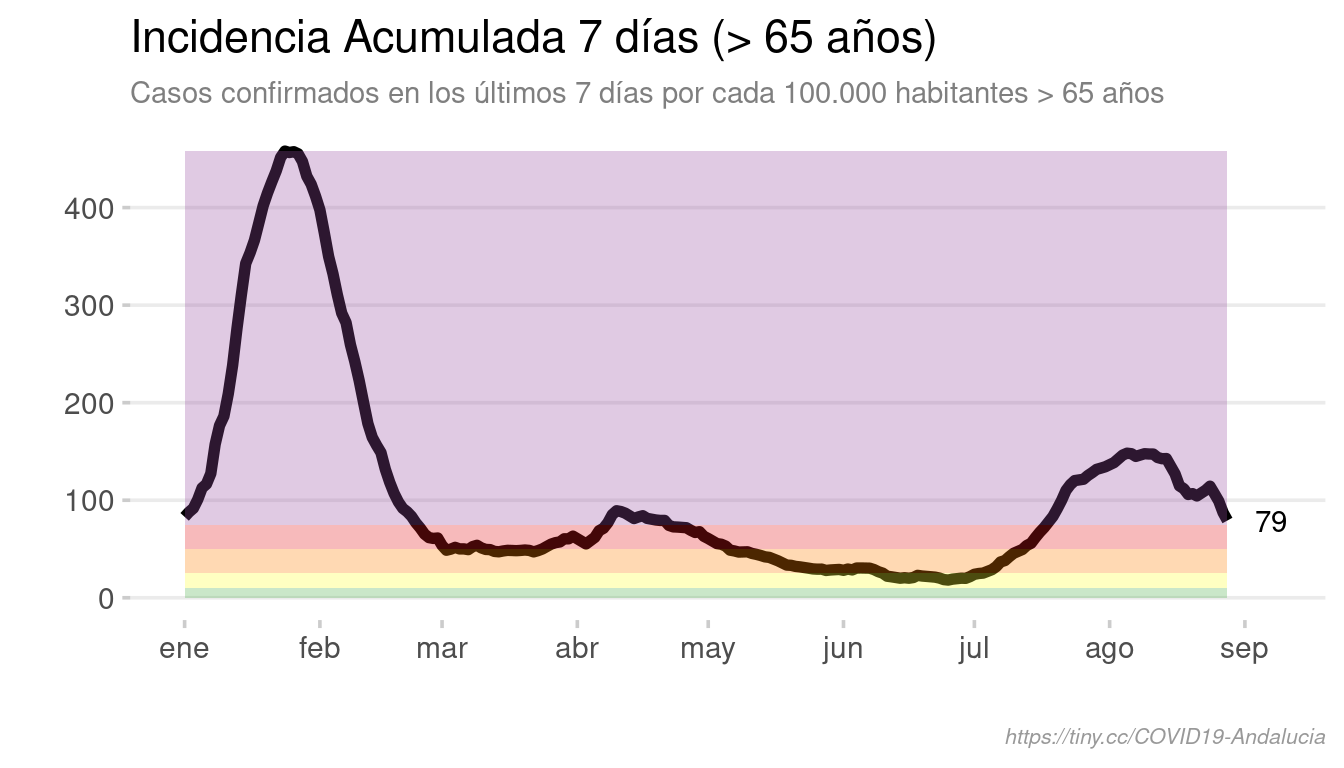 Incidencia Acumulada 7 días (> 65 años)
Casos confirmados en los últimos 7 días por cada 100.000 habitantes > 65 años
400
300
200
100
0
79
ene feb mar abr may jun jul ago sep
https://tiny.cc/COVID19-Andalucia